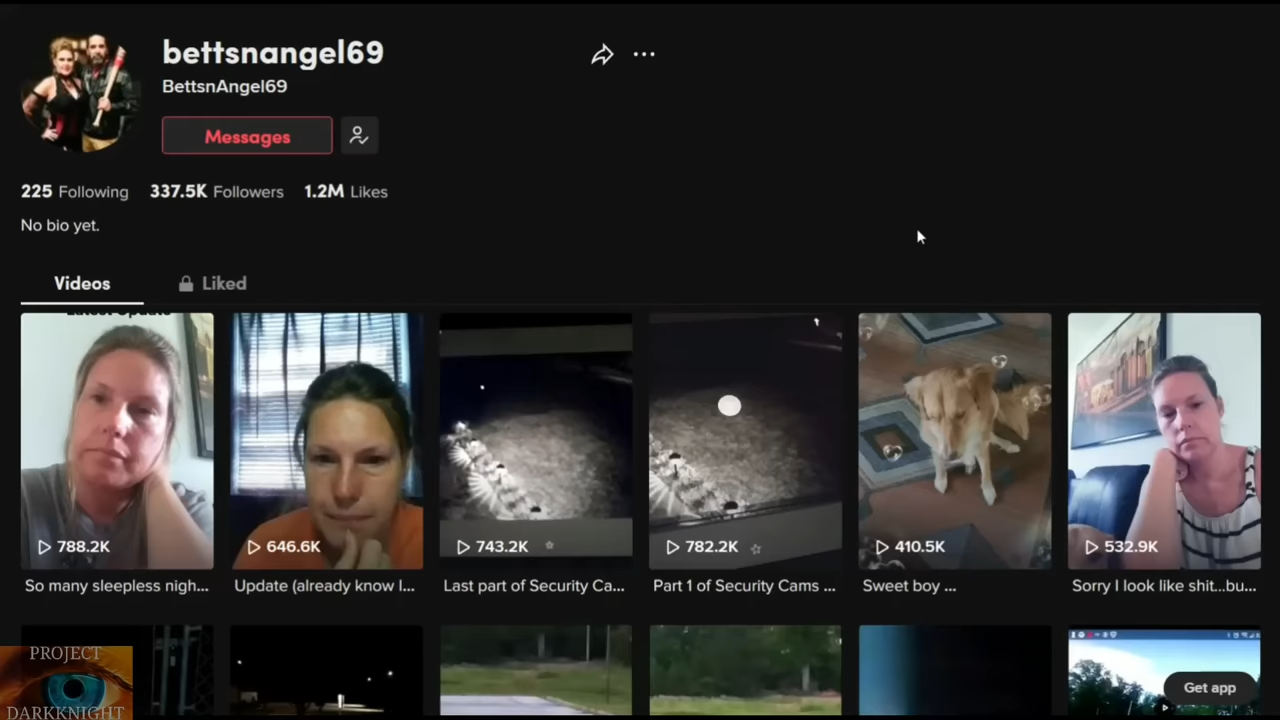 bettsnangel69
BettsnAngel69
Messages
225 Following 337.5K Followers 1.2M Likes
No bio yet.
Videos Liked
Latest Update
788.2K 646.6K 743.2K 782.2K 410.5K 532.9K
So many sleepless nigh... Update (already know l... Last part of Security Ca... Part 1 of Security Cams ... Sweet boy ... Sorry I look like shit...bu...
PROJECT
DARKKNIGHT
Get app